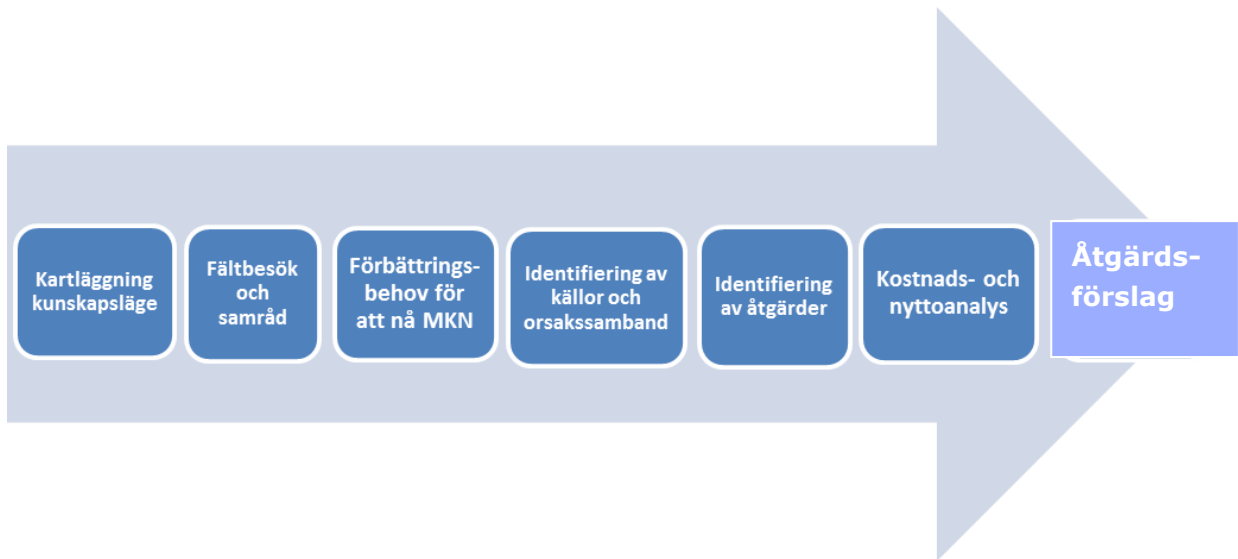 Kartläggning
kunskapsläge
Fältbesök
och
samråd
Förbättrings-
behov för
att nå MKN
Identifiering av
källor och
orsakssamband
Identifiering
av åtgärder
Kostnads- och
nyttoanalys
Åtgärds-
förslag